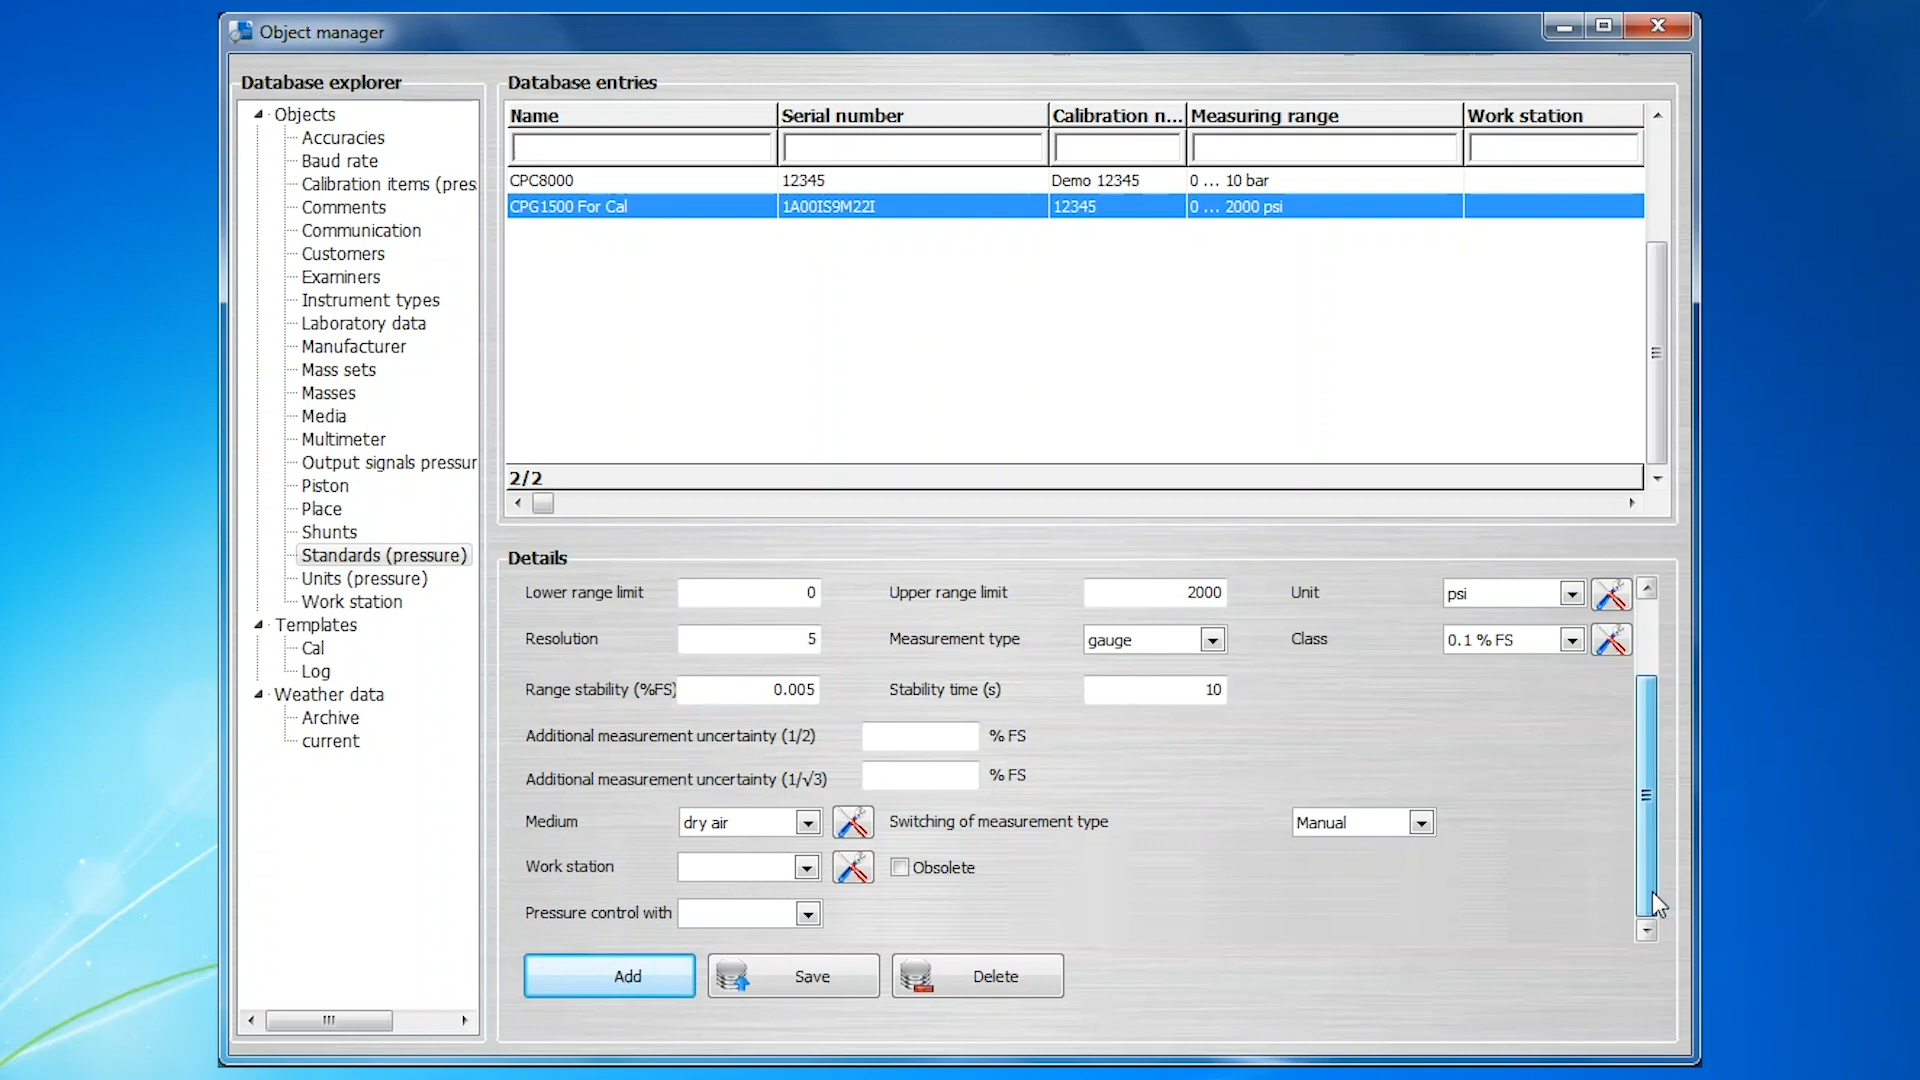 Object manager
Database explorer
Objects
Accuracies
Baud rate
Calibration items (pres
Comments
Communication
Customers
Examiners
Instrument types
Laboratory data
Manufacturer
Mass sets
Masses
Media
Multimeter
Output signals pressur
Piston
Place
Shunts
Standards (pressure)
Units (pressure)
Work station
Templates
Cal
Log
Weather data
Archive
current
Database entries
Name Serial number Calibration n... Measuring range Work station
CPC8000 12345 Demo 12345 0 ... 10 bar
CPG1500 For Cal 1A00IS9M22I 12345 0 ... 2000 psi
2/2
Details
Lower range limit 0 Upper range limit 2000 Unit psi
Resolution 5 Measurement type gauge Class 0.1 % FS
Range stability (%FS) 0.005 Stability time (s) 10
Additional measurement uncertainty (1/2) % FS
Additional measurement uncertainty (1/√3) % FS
Medium dry air Switching of measurement type Manual
Work station Obsolete
Pressure control with
Add Save Delete